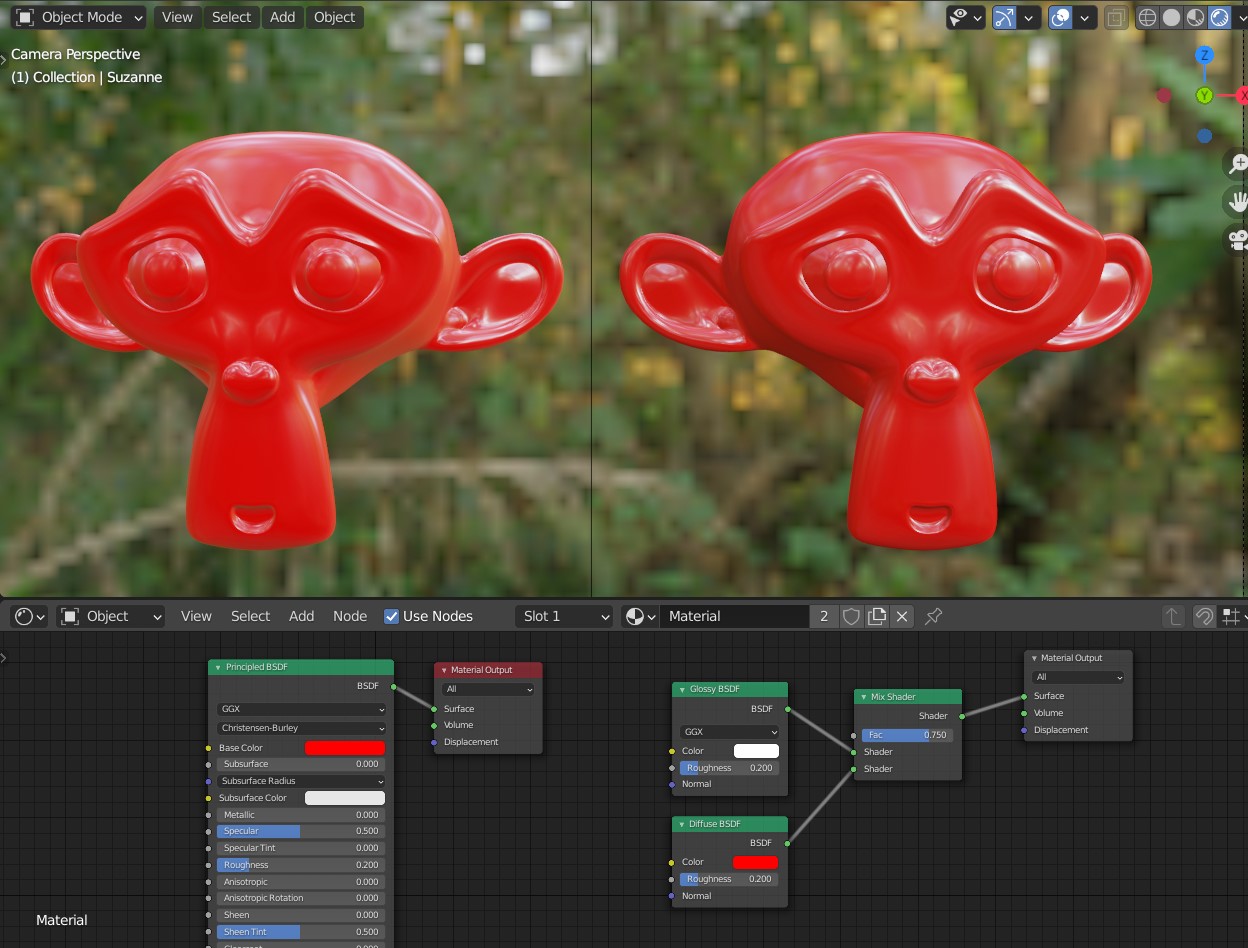 Object Mode View Select Add Object
Camera Perspective
(1) Collection | Suzanne
Z
Y
X
Object View Select Add Node Use Nodes Slot 1 Material 2
Principled BSDF
BSDF
GGX
Christensen-Burley
Base Color
Subsurface 0.000
Subsurface Radius
Subsurface Color
Metallic 0.000
Specular 0.500
Specular Tint 0.000
Roughness 0.200
Anisotropic 0.000
Anisotropic Rotation 0.000
Sheen 0.000
Sheen Tint 0.500
Material Output
All
Surface
Volume
Displacement
Glossy BSDF
BSDF
GGX
Color
Roughness 0.200
Normal
Diffuse BSDF
BSDF
Color
Roughness 0.200
Normal
Mix Shader
Shader
Fac 0.750
Shader
Shader
Material Output
All
Surface
Volume
Displacement
Material